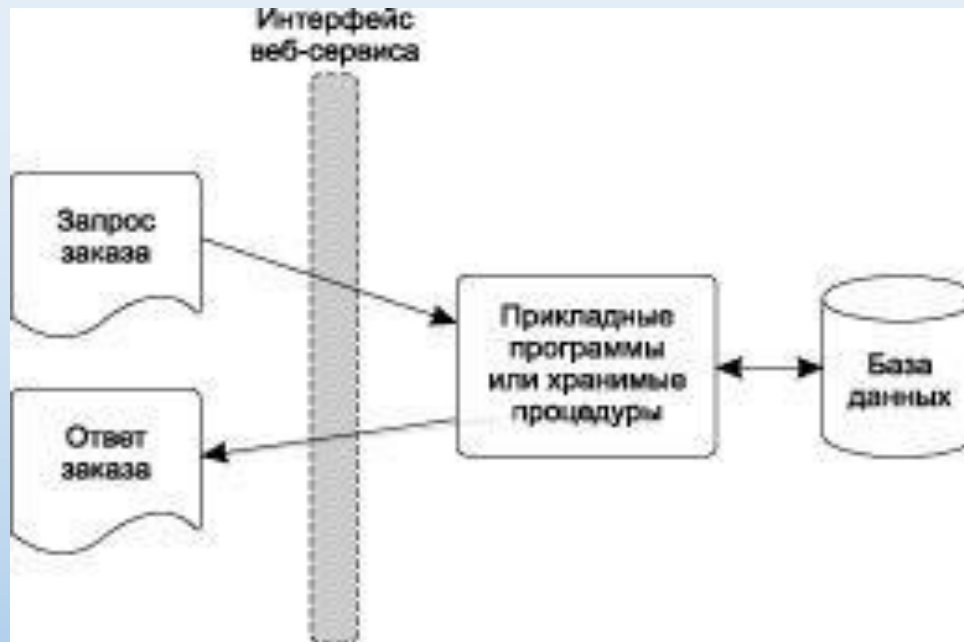 Интерфейс
веб-сервиса
Запрос
заказа
Прикладные
программы
или хранимые
процедуры
База
данных
Ответ
заказа